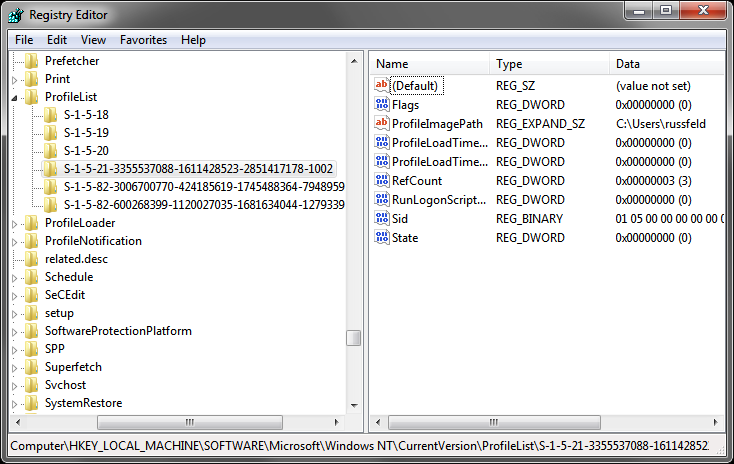 Registry Editor
File Edit View Favorites Help
Prefetcher
Print
ProfileList
S-1-5-18
S-1-5-19
S-1-5-20
S-1-5-21-3355537088-1611428523-2851417178-1002
S-1-5-82-3006700770-424185619-1745488364-7948959
S-1-5-82-600268399-1120027035-1681634044-1279339
ProfileLoader
ProfileNotification
related.desc
Schedule
SeCEdit
setup
SoftwareProtectionPlatform
SPP
Superfetch
Svchost
SystemRestore
Name Type Data
(Default) REG_SZ (value not set)
Flags REG_DWORD 0x00000000 (0)
ProfileImagePath REG_EXPAND_SZ C:\Users\russfeld
ProfileLoadTime... REG_DWORD 0x00000000 (0)
ProfileLoadTime... REG_DWORD 0x00000000 (0)
RefCount REG_DWORD 0x00000003 (3)
RunLogonScript... REG_DWORD 0x00000000 (0)
Sid REG_BINARY 01 05 00 00 00 00 00 0
State REG_DWORD 0x00000000 (0)
Computer\HKEY_LOCAL_MACHINE\SOFTWARE\Microsoft\Windows NT\CurrentVersion\ProfileList\S-1-5-21-3355537088-161142852